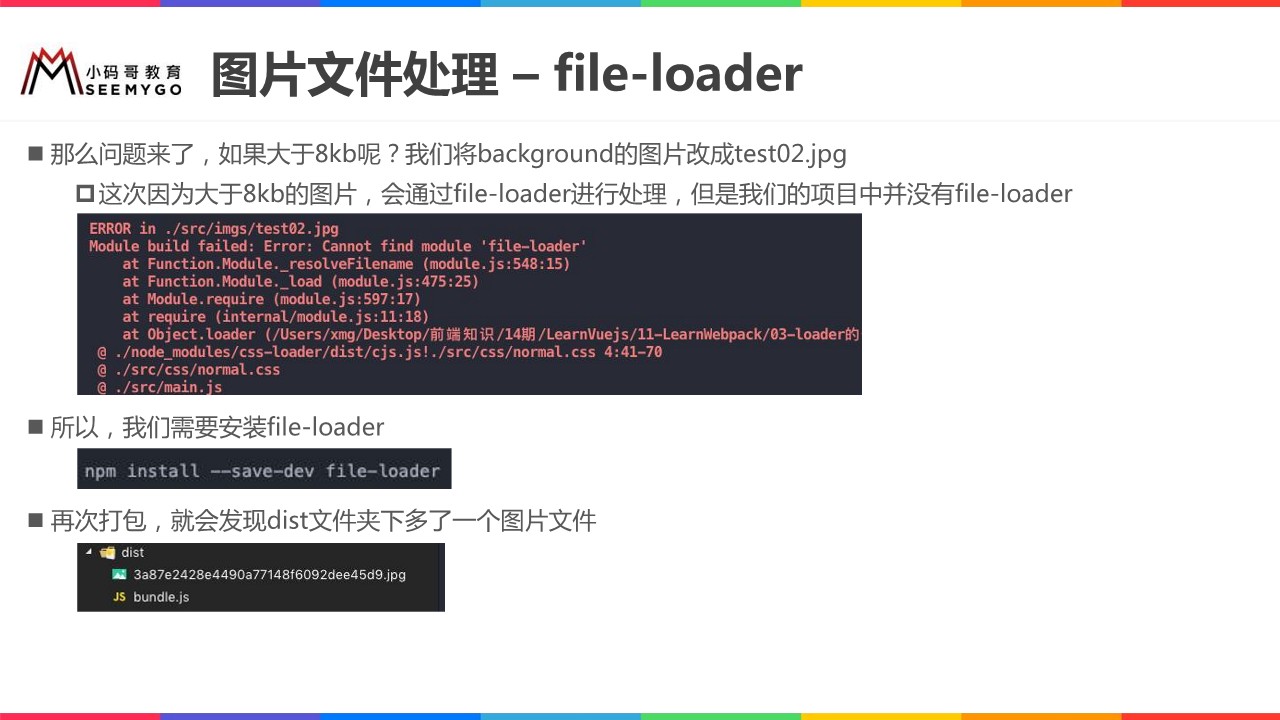 小码哥教育
SEEMYGO
图片文件处理 – file-loader
■ 那么问题来了，如果大于8kb呢？我们将background的图片改成test02.jpg
这次因为大于8kb的图片，会通过file-loader进行处理，但是我们的项目中并没有file-loader
ERROR in ./src/imgs/test02.jpg
Module build failed: Error: Cannot find module 'file-loader'
at Function.Module._resolveFilename (module.js:548:15)
at Function.Module._load (module.js:475:25)
at Module.require (module.js:597:17)
at require (internal/module.js:11:18)
at Object.loader (/Users/xmg/Desktop/前端知识/14期/LearnVuejs/11-LearnWebpack/03-loader的
@ ./node_modules/css-loader/dist/cjs.js!./src/css/normal.css 4:41-70
@ ./src/css/normal.css
@ ./src/main.js
■ 所以，我们需要安装file-loader
npm install --save-dev file-loader
■ 再次打包，就会发现dist文件夹下多了一个图片文件
dist
3a87e2428e4490a77148f6092dee45d9.jpg
JS bundle.js